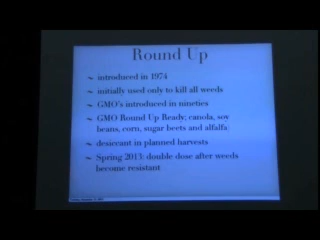 Round Up
~ introduced in 1974
~ initially used only to kill all weeds
~ GMO's introduced in nineties
~ GMO Round Up Ready; canola, soy
beans, corn, sugar beets and alfalfa)
~ desiccant in planned harvests
~ Spring 2013: double dose after weeds
become resistant